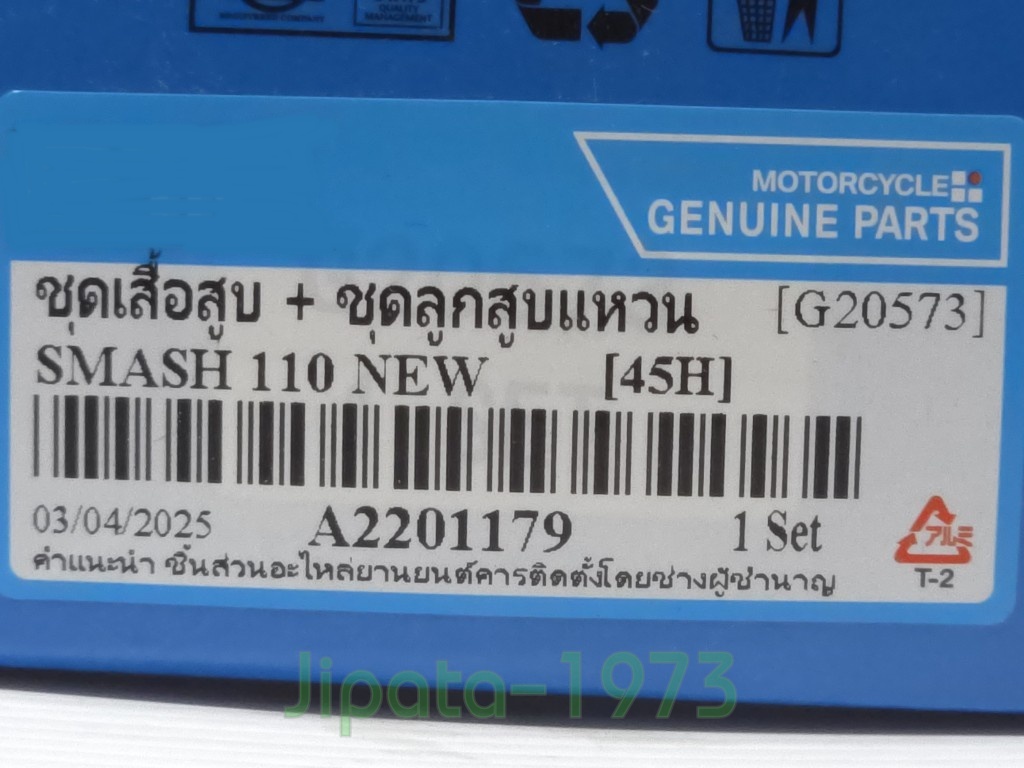 QUALITY
MANAGEMENT
MOTORCYCLE
GENUINE PARTS
ชุดเสื้อสูบ + ชุดลูกสูบแหวน [G20573]
SMASH 110 NEW [45H]
03/04/2025 A2201179 1 Set
アルミ
T-2
คำแนะนำ ชิ้นส่วนอะไหล่ยานยนต์ควรติดตั้งโดยช่างผู้ชำนาญ
Jipata-1973